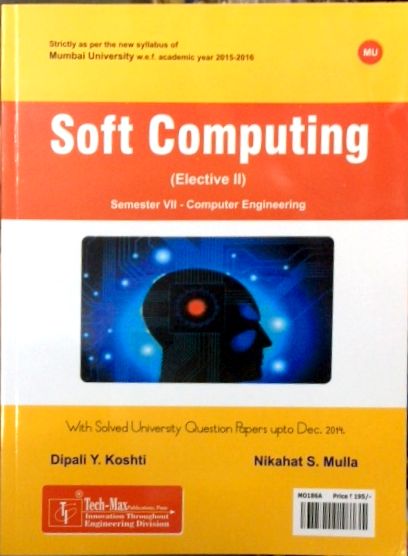 Strictly as per the new syllabus of
Mumbai University w.e.f. academic year 2015-2016
MU
Soft Computing
(Elective II)
Semester VII - Computer Engineering
With Solved University Question Papers upto Dec. 2014.
Dipali Y. Koshti
Nikahat S. Mulla
Tech-Max Publications, Pune
Innovation Throughout
Engineering Division
MO186A Price ₹ 195/-